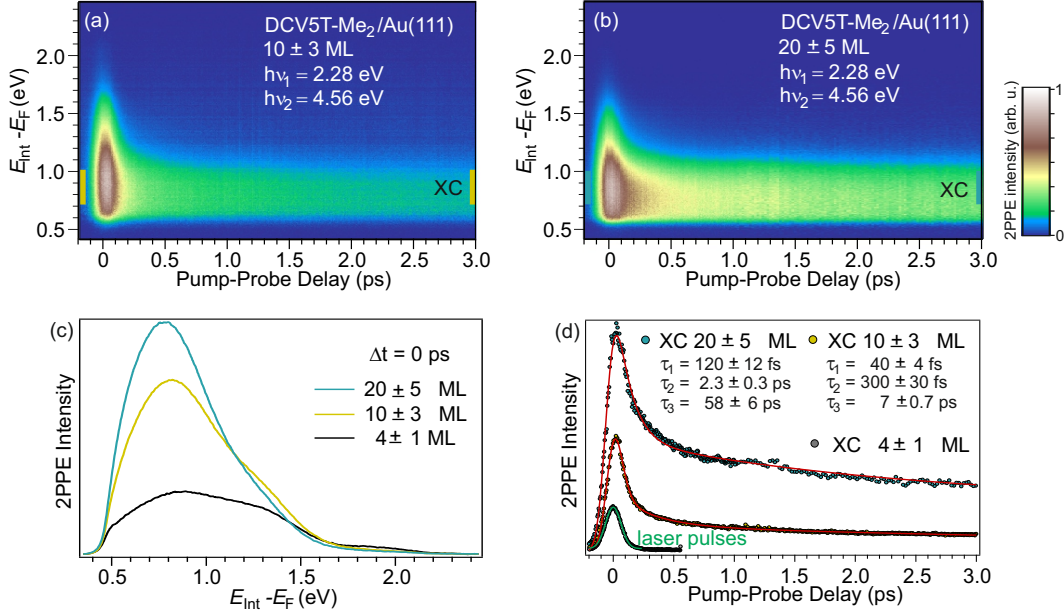 (a)
DCV5T-Me₂/Au(111)
10 ± 3 ML
hν₁ = 2.28 eV
hν₂ = 4.56 eV
XC
2.0
1.5
1.0
0.5
E_Int -E_F (eV)
0 0.5 1.0 1.5 2.0 2.5 3.0
Pump-Probe Delay (ps)
(b)
DCV5T-Me₂/Au(111)
20 ± 5 ML
hν₁ = 2.28 eV
hν₂ = 4.56 eV
XC
2.0
1.5
1.0
0.5
E_Int -E_F (eV)
0 0.5 1.0 1.5 2.0 2.5 3.0
Pump-Probe Delay (ps)
1
0
2PPE intensity (arb. u.)
(c)
Δt = 0 ps
20 ± 5 ML
10 ± 3 ML
4 ± 1 ML
2PPE Intensity
0.5 1.0 1.5 2.0
E_Int -E_F (eV)
(d)
XC 20 ± 5 ML
τ₁ = 120 ± 12 fs
τ₂ = 2.3 ± 0.3 ps
τ₃ = 58 ± 6 ps
XC 10 ± 3 ML
τ₁ = 40 ± 4 fs
τ₂ = 300 ± 30 fs
τ₃ = 7 ± 0.7 ps
XC 4 ± 1 ML
laser pulses
2PPE Intensity
0 0.5 1.0 1.5 2.0 2.5 3.0
Pump-Probe Delay (ps)